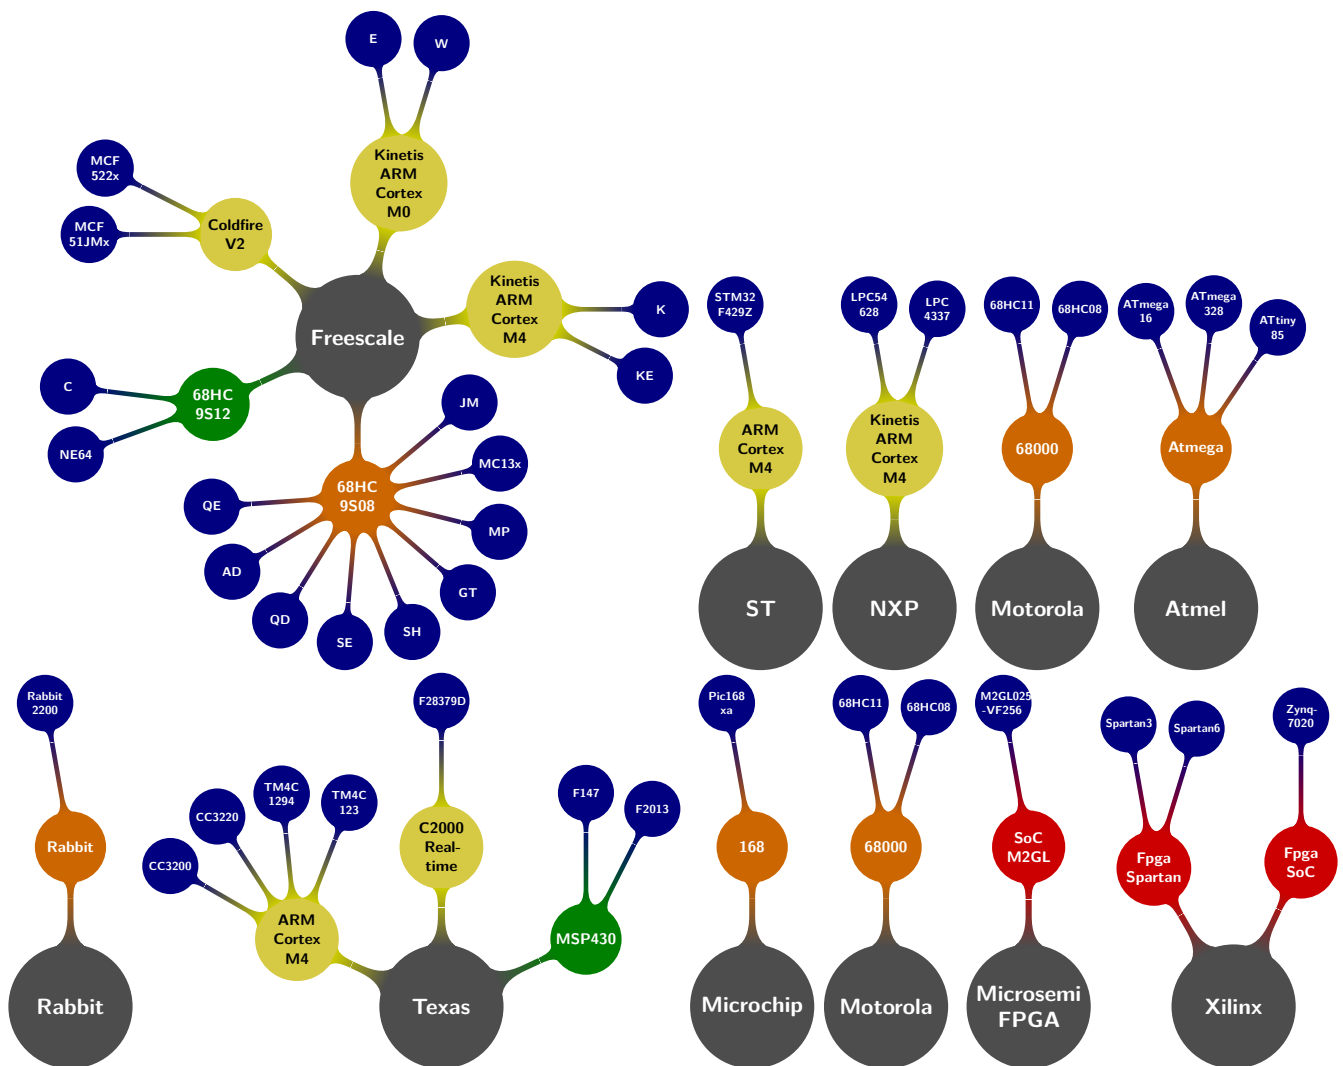 E
W
Kinetis
ARM
Cortex
M0
MCF
522x
MCF
51JMx
Coldfire
V2
Freescale
Kinetis
ARM
Cortex
M4
K
KE
C
NE64
68HC
9S12
68HC
9S08
JM
MC13x
MP
GT
SH
SE
QD
AD
QE
STM32
F429Z
ARM
Cortex
M4
ST
LPC54
628
LPC
4337
Kinetis
ARM
Cortex
M4
NXP
68HC11
68HC08
68000
Motorola
ATmega
16
ATmega
328
ATtiny
85
Atmega
Atmel
Rabbit
2200
Rabbit
Rabbit
CC3200
CC3220
TM4C
1294
TM4C
123
ARM
Cortex
M4
F28379D
C2000
Real-
time
F147
F2013
MSP430
Texas
Pic168
xa
168
Microchip
68HC11
68HC08
68000
Motorola
M2GL025
-VF256
SoC
M2GL
Microsemi
FPGA
Spartan3
Spartan6
Fpga
Spartan
Zynq-
7020
Fpga
SoC
Xilinx